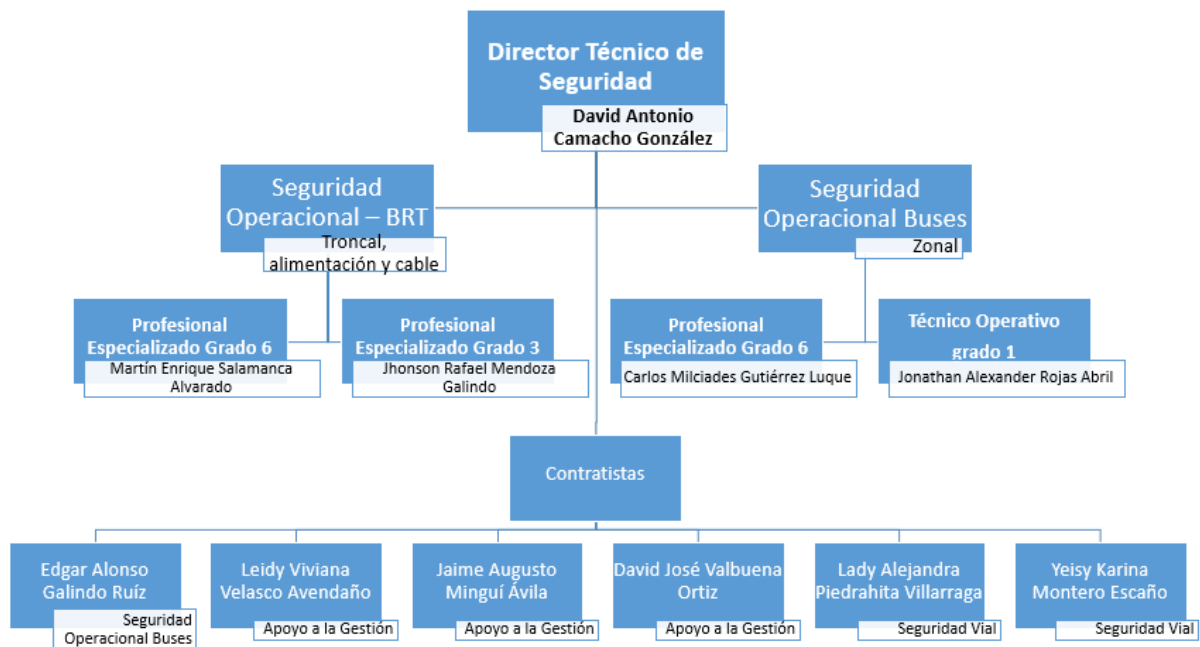 Director Técnico de
Seguridad
David Antonio
Camacho González
Seguridad
Operacional – BRT
Troncal,
alimentación y cable
Seguridad
Operacional Buses
Zonal
Profesional
Especializado Grado 6
Martín Enrique Salamanca
Alvarado
Profesional
Especializado Grado 3
Jhonson Rafael Mendoza
Galindo
Profesional
Especializado Grado 6
Carlos Milciades Gutiérrez Luque
Técnico Operativo
grado 1
Jonathan Alexander Rojas Abril
Contratistas
Edgar Alonso
Galindo Ruíz
Seguridad
Operacional Buses
Leidy Viviana
Velasco Avendaño
Apoyo a la Gestión
Jaime Augusto
Minguí Ávila
Apoyo a la Gestión
David José Valbuena
Ortiz
Apoyo a la Gestión
Lady Alejandra
Piedrahita Villarraga
Seguridad Vial
Yeisy Karina
Montero Escaño
Seguridad Vial